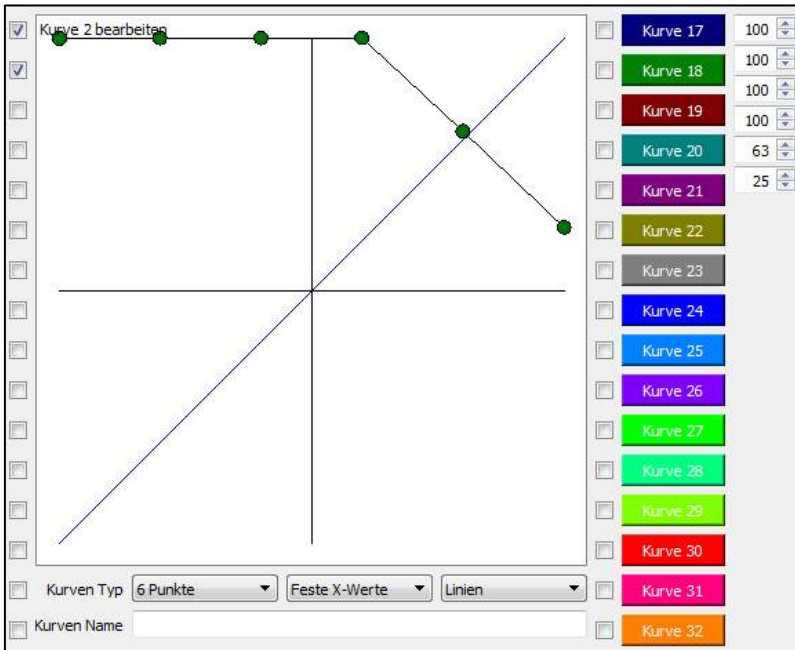 Kurve 2 bearbeiten
Kurve 17
100
Kurve 18
100
100
Kurve 19
100
Kurve 20
63
Kurve 21
25
Kurve 22
Kurve 23
Kurve 24
Kurve 25
Kurve 26
Kurve 27
Kurve 28
Kurve 29
Kurve 30
Kurven Typ 6 Punkte Feste X-Werte Linien
Kurve 31
Kurven Name
Kurve 32